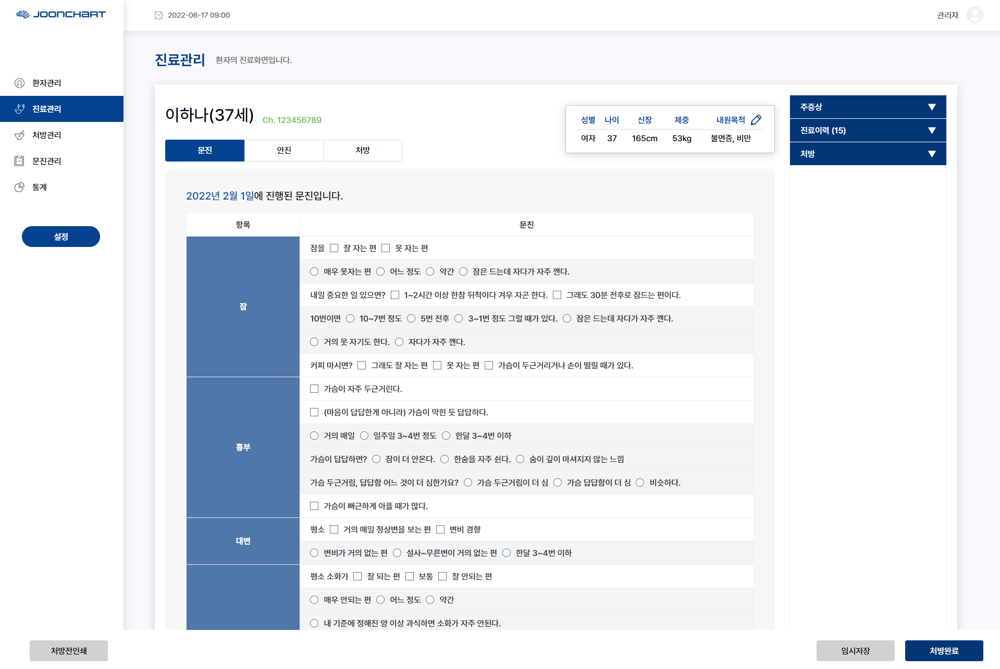 JOONCHART
2022-06-17 09:00
관리자
환자관리
진료관리
처방관리
문진관리
통계
설정
진료관리 환자의 진료화면입니다.
이하나(37세) Ch. 123456789
성별 나이 신장 체중 내원목적
여자 37 165cm 53kg 불면증, 비만
문진 안진 처방
주증상 ▼
진료이력 (15) ▼
처방 ▼
2022년 2월 1일에 진행된 문진입니다.
항목 문진
잠
잠을 잘 자는 편 못 자는 편
매우 못자는 편 어느 정도 약간 잠은 드는데 자다가 자주 깬다.
내일 중요한 일 있으면? 1~2시간 이상 한참 뒤척이다 겨우 자곤 한다. 그래도 30분 전후로 잠드는 편이다.
10번이면 10~7번 정도 5번 전후 3~1번 정도 그럴 때가 있다. 잠은 드는데 자다가 자주 깬다.
거의 못 자기도 한다. 자다가 자주 깬다.
커피 마시면? 그래도 잘 자는 편 못 자는 편 가슴이 두근거리거나 손이 떨릴 때가 있다.
흉부
가슴이 자주 두근거린다.
(마음이 답답한게 아니라) 가슴이 막힌 듯 답답하다.
거의 매일 일주일 3~4번 정도 한달 3~4번 이하
가슴이 답답하면? 잠이 더 안온다. 한숨을 자주 쉰다. 숨이 깊이 마셔지지 않는 느낌
가슴 두근거림, 답답함 어느 것이 더 심한가요? 가슴 두근거림이 더 심 가슴 답답함이 더 심 비슷하다.
가슴이 뻐근하게 아플 때가 많다.
대변
평소 거의 매일 정상변을 보는 편 변비 경향
변비가 거의 없는 편 설사~무른변이 거의 없는 편 한달 3~4번 이하
평소 소화가 잘 되는 편 보통 잘 안되는 편
매우 안되는 편 어느 정도 약간
내 기준에 정해진 양 이상 과식하면 소화가 자주 안된다.
처방전인쇄
임시저장
처방완료